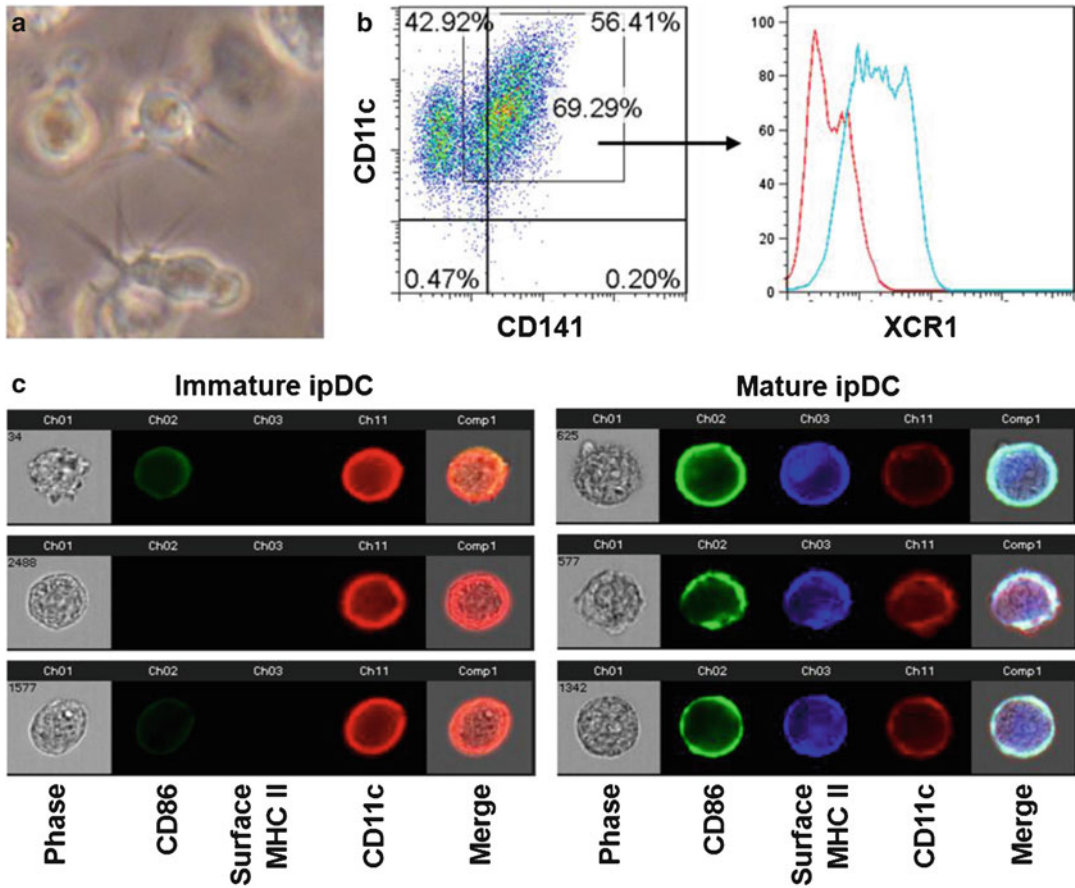 a
b
42.92%
56.41%
69.29%
0.47%
0.20%
CD11c
CD141
100
80
60
40
20
0
XCR1
c
Immature ipDC
Mature ipDC
Ch01 Ch02 Ch03 Ch11 Comp1
34
Ch01 Ch02 Ch03 Ch11 Comp1
2488
Ch01 Ch02 Ch03 Ch11 Comp1
1577
Phase
CD86
Surface
MHC II
CD11c
Merge
Ch01 Ch02 Ch03 Ch11 Comp1
625
Ch01 Ch02 Ch03 Ch11 Comp1
577
Ch01 Ch02 Ch03 Ch11 Comp1
1342
Phase
CD86
Surface
MHC II
CD11c
Merge